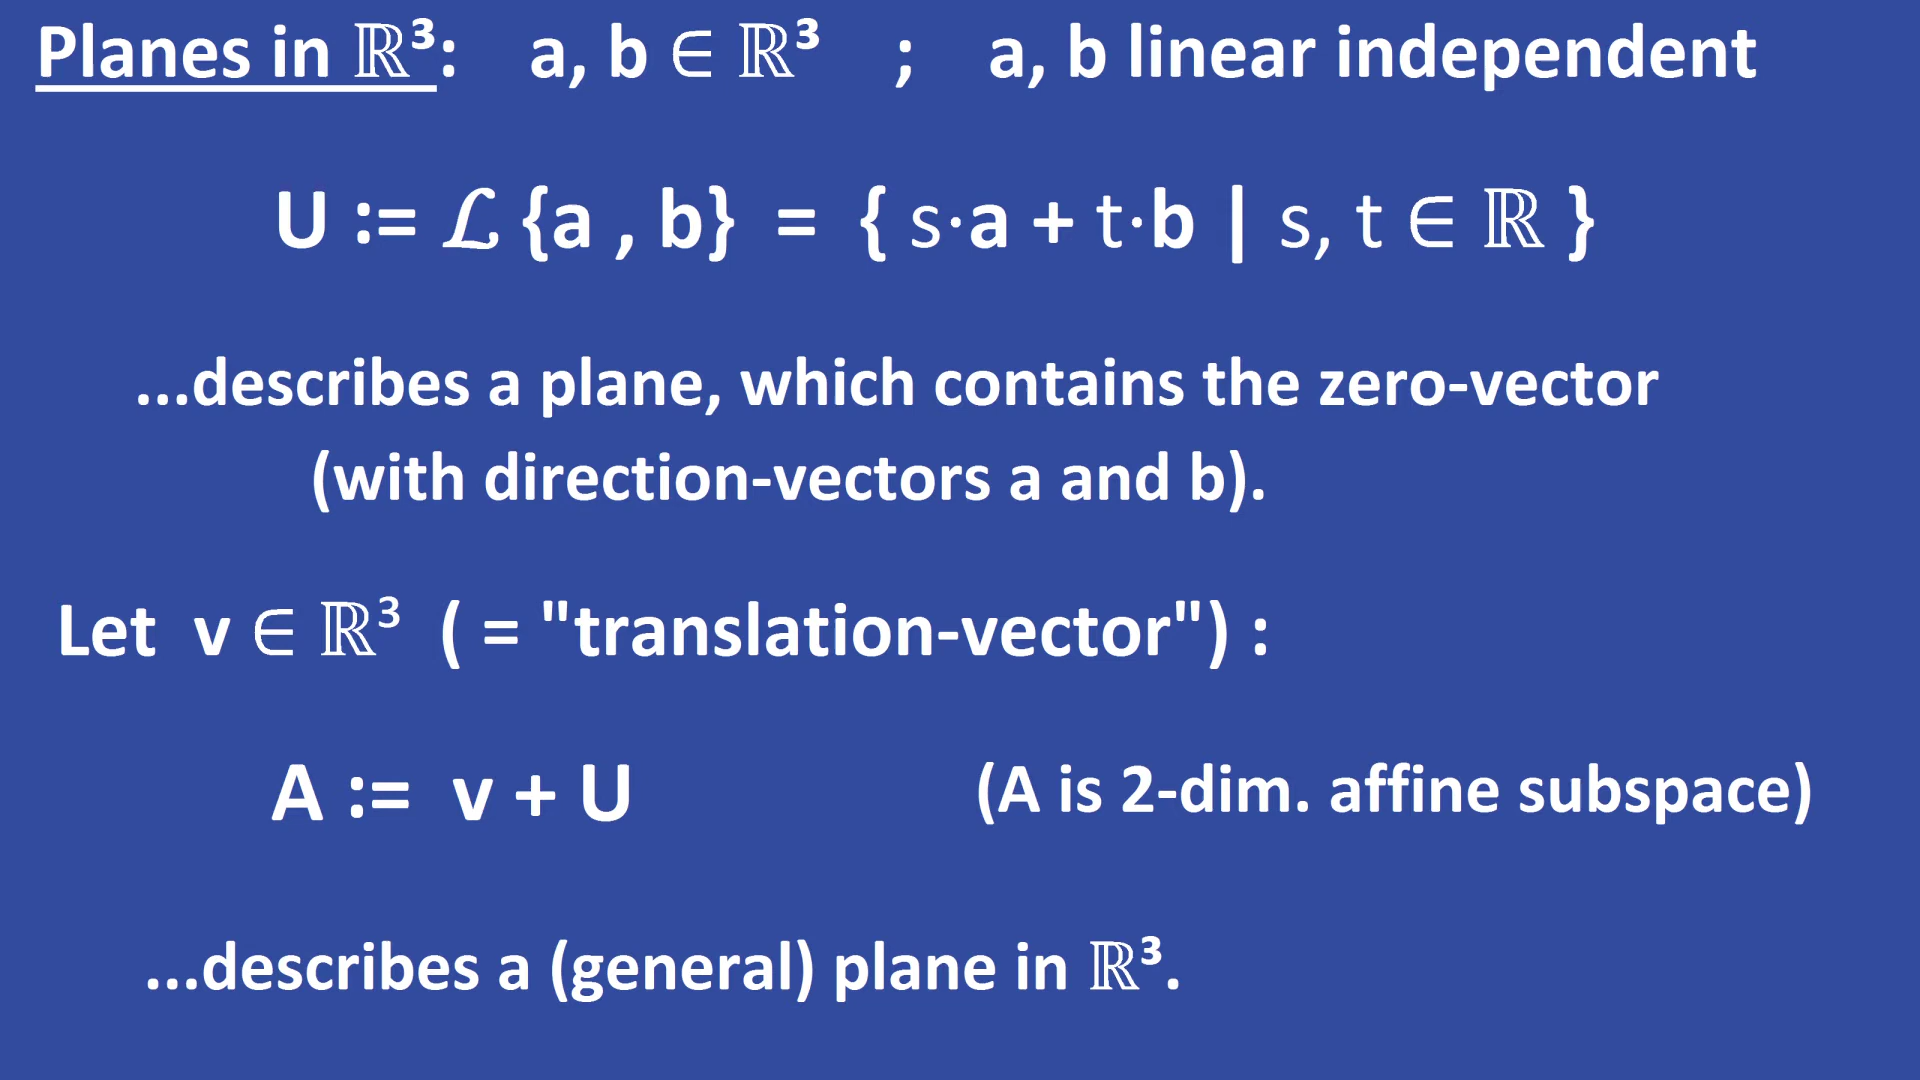 Planes in ℝ³: a, b ∈ ℝ³ ; a, b linear independent
U := ℒ {a , b} = { s·a + t·b | s, t ∈ ℝ }
...describes a plane, which contains the zero-vector
(with direction-vectors a and b).
Let v ∈ ℝ³ ( = "translation-vector") :
A := v + U (A is 2-dim. affine subspace)
...describes a (general) plane in ℝ³.